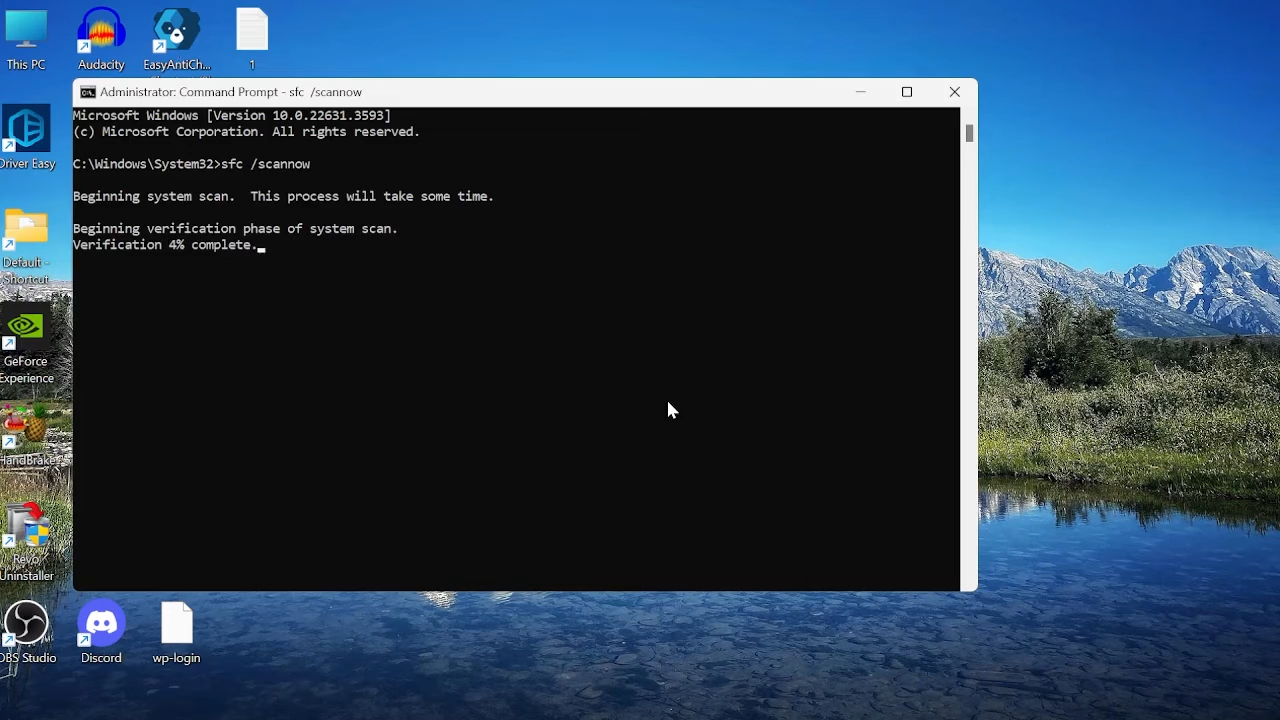 This PC
Audacity
EasyAntiCh...
1
Administrator: Command Prompt - sfc  /scannow
Microsoft Windows [Version 10.0.22631.3593]
(c) Microsoft Corporation. All rights reserved.
C:\Windows\System32>sfc /scannow
Beginning system scan.  This process will take some time.
Beginning verification phase of system scan.
Verification 4% complete.
Driver Easy
Default -
Shortcut
GeForce
Experience
HandBrake
Revo
Uninstaller
OBS Studio
Discord
wp-login